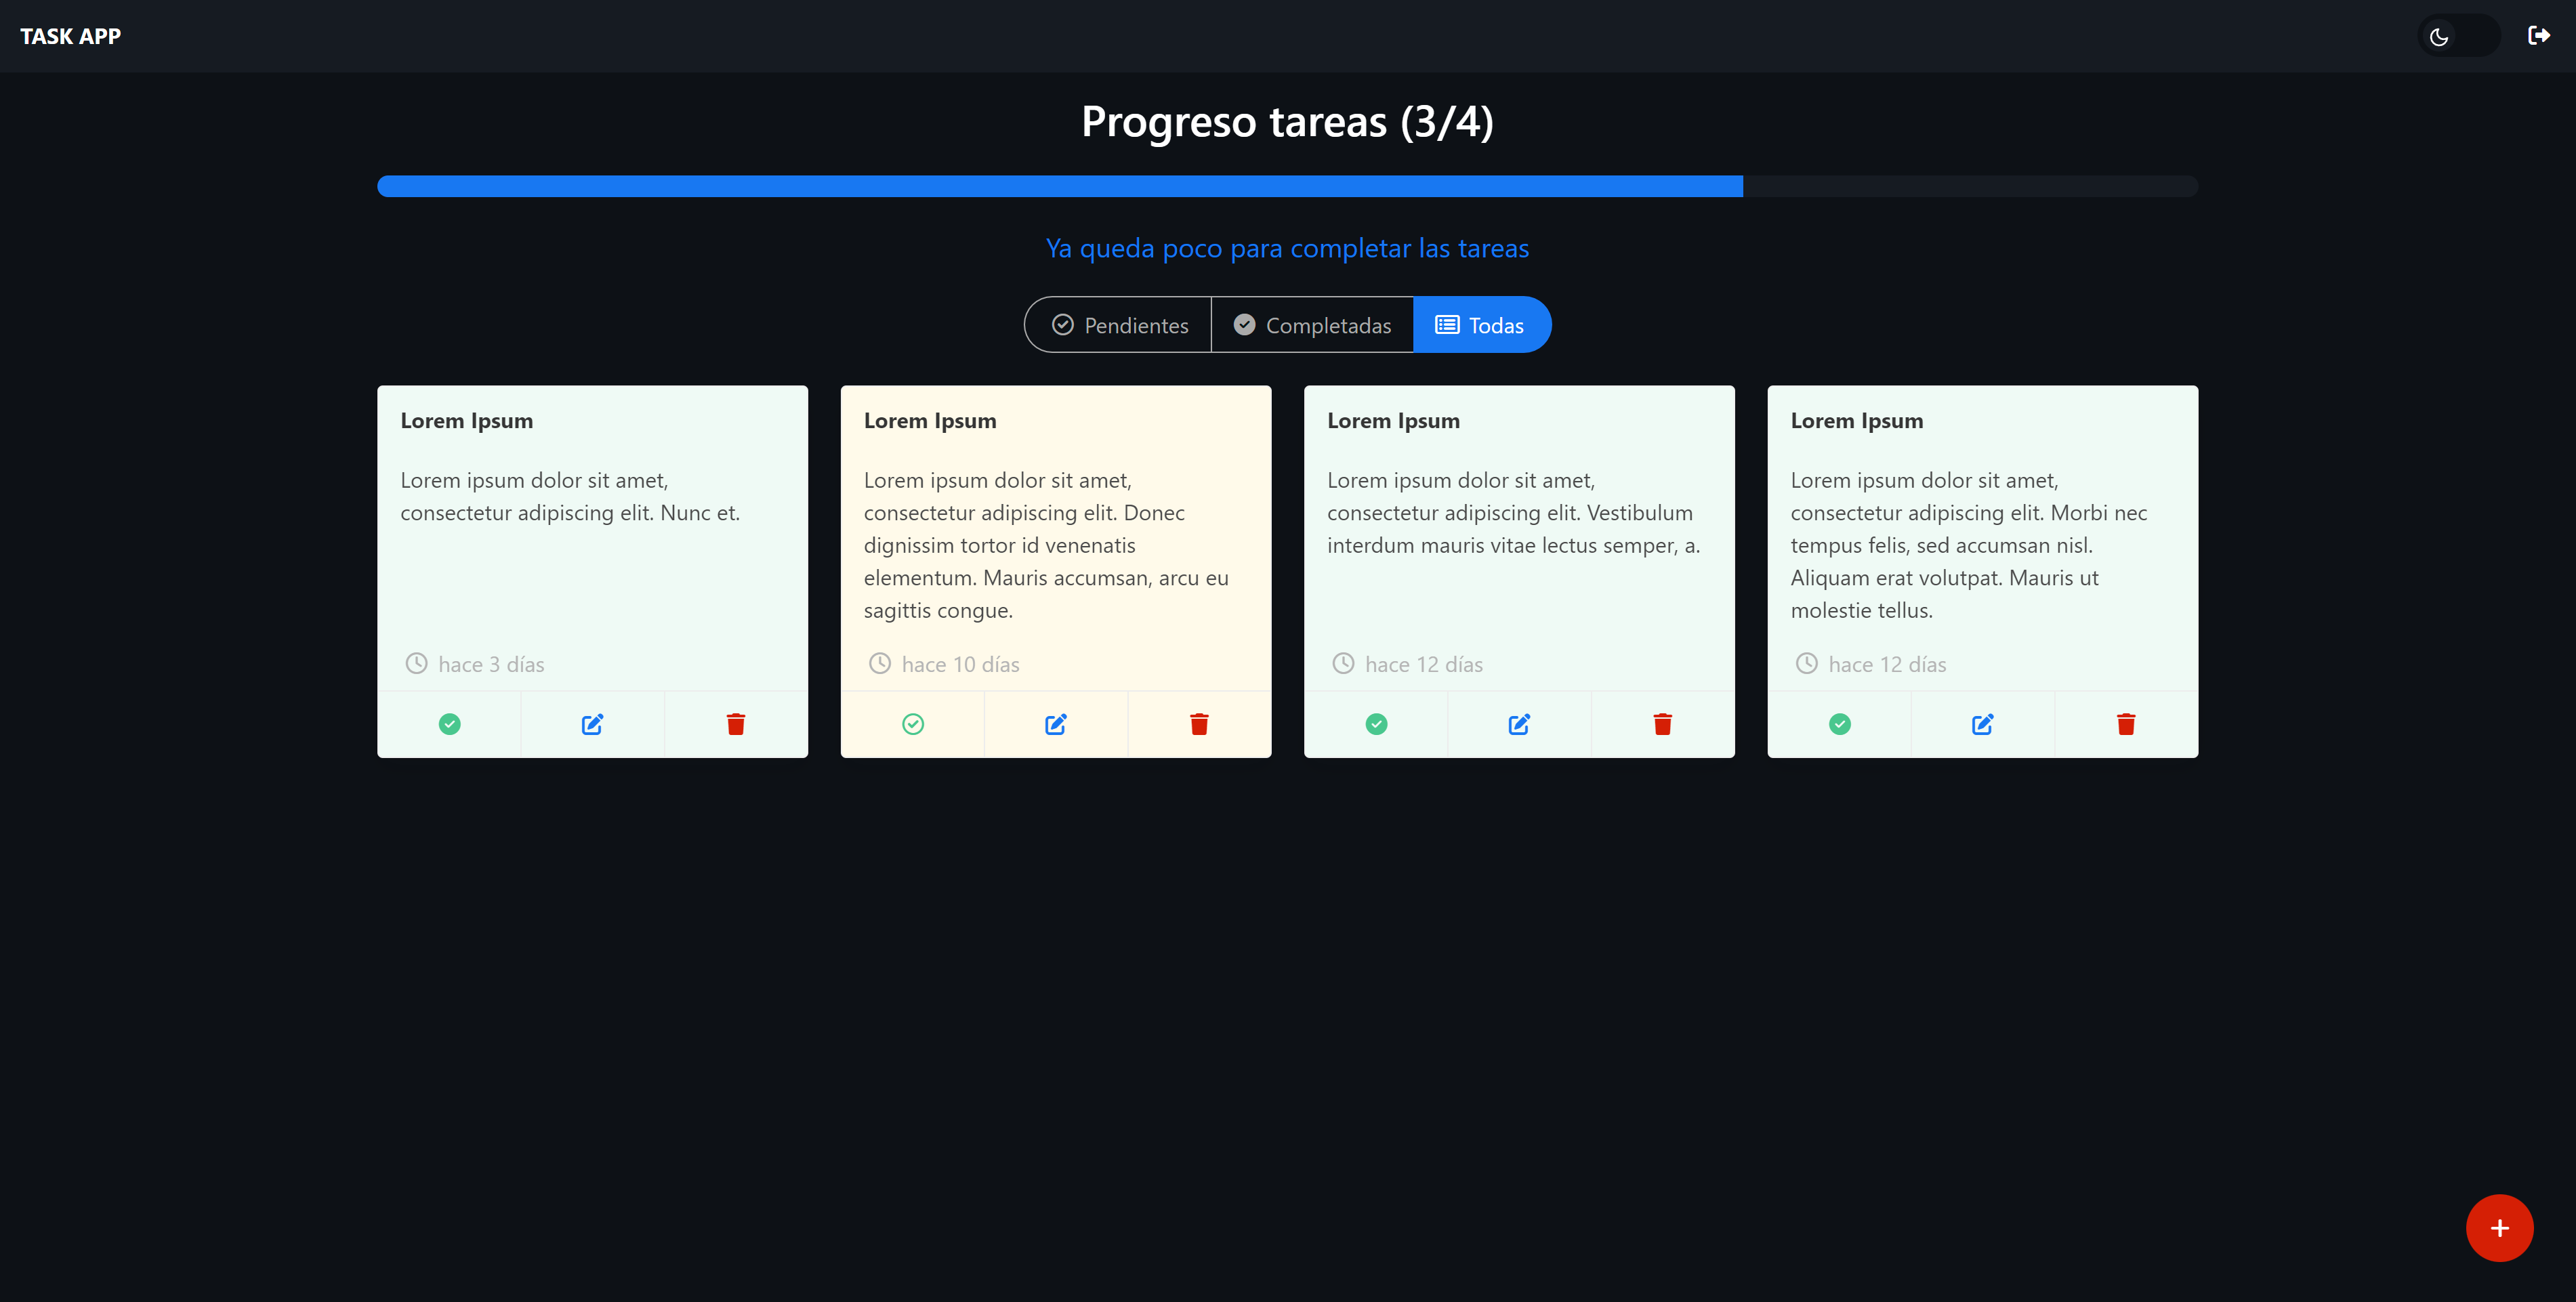 TASK APP
Progreso tareas (3/4)
Ya queda poco para completar las tareas
Pendientes
Completadas
Todas
Lorem Ipsum
Lorem ipsum dolor sit amet,
consectetur adipiscing elit. Nunc et.
hace 3 días
Lorem Ipsum
Lorem ipsum dolor sit amet,
consectetur adipiscing elit. Donec
dignissim tortor id venenatis
elementum. Mauris accumsan, arcu eu
sagittis congue.
hace 10 días
Lorem Ipsum
Lorem ipsum dolor sit amet,
consectetur adipiscing elit. Vestibulum
interdum mauris vitae lectus semper, a.
hace 12 días
Lorem Ipsum
Lorem ipsum dolor sit amet,
consectetur adipiscing elit. Morbi nec
tempus felis, sed accumsan nisl.
Aliquam erat volutpat. Mauris ut
molestie tellus.
hace 12 días